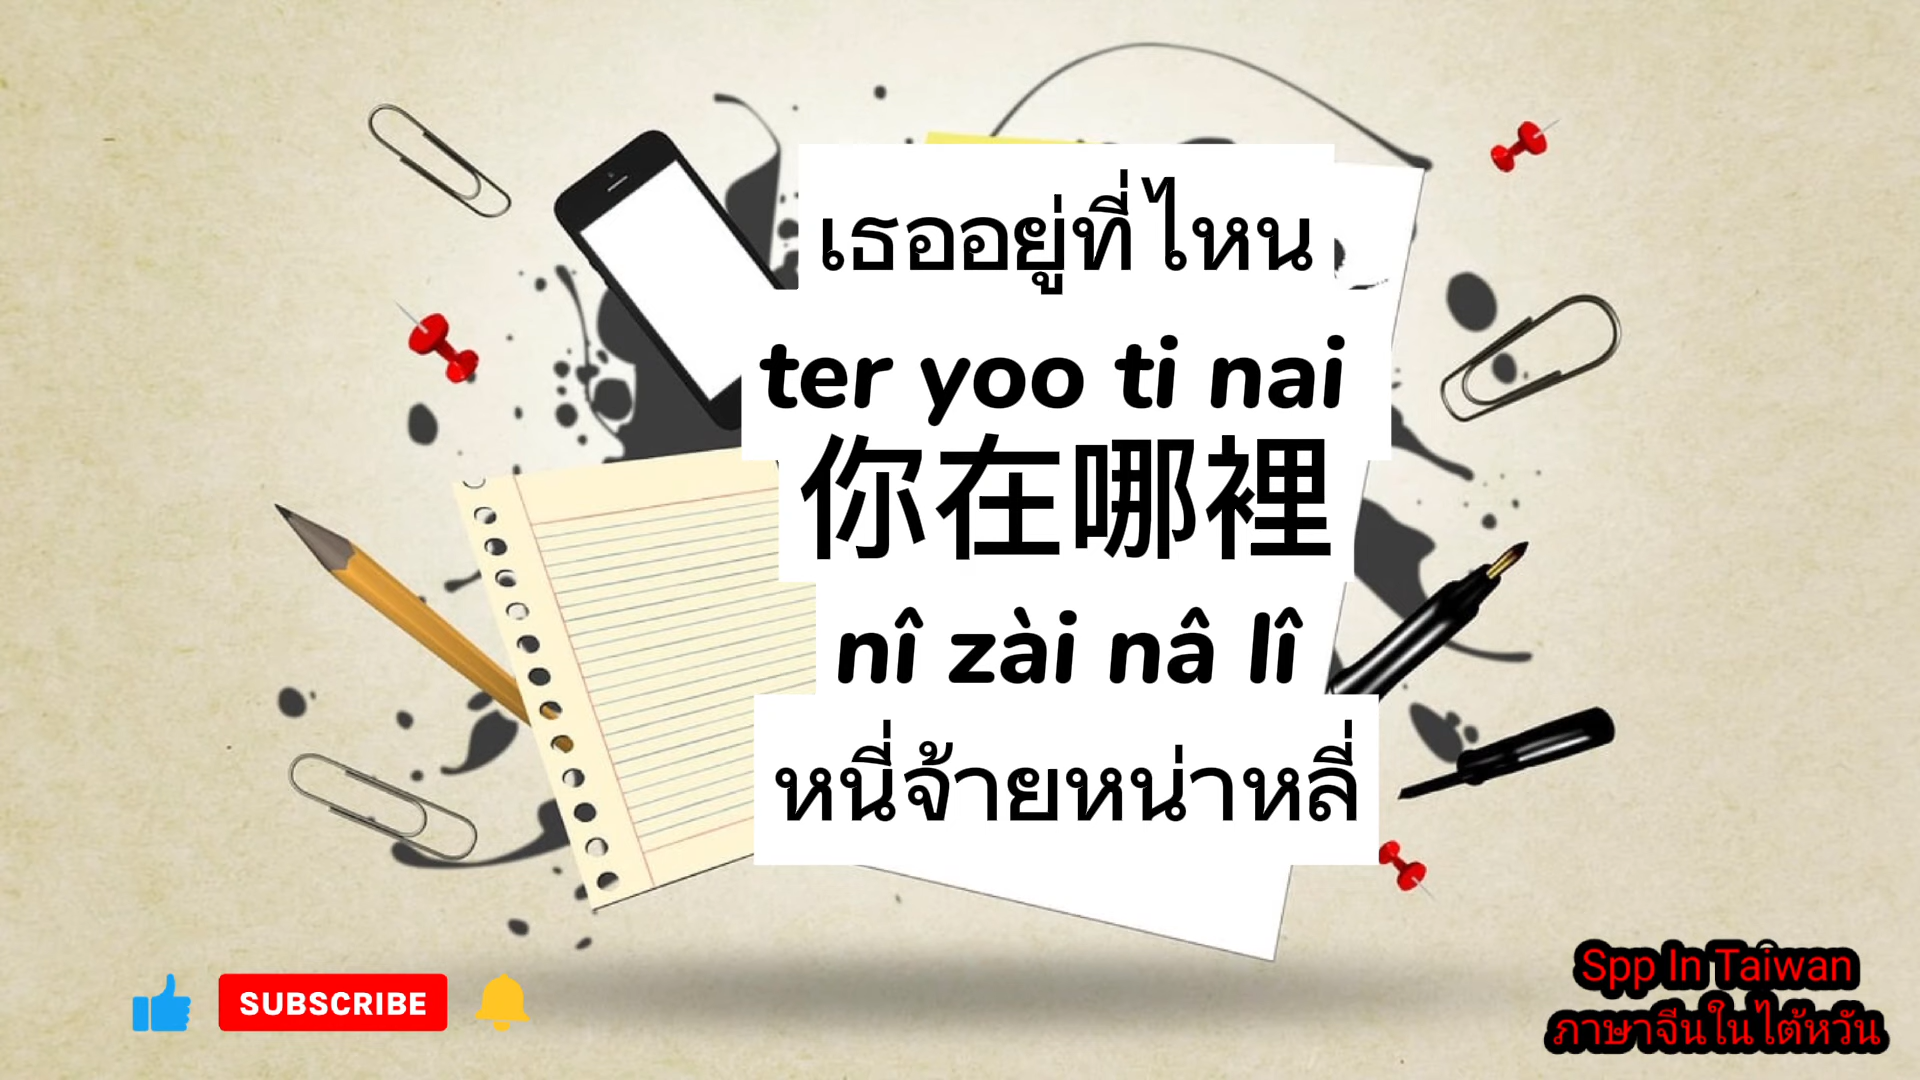 เธออยู่ที่ไหน
ter yoo ti nai
你在哪裡
nî zài nâ lî
หนี่จ้ายหน่าหลี่
SUBSCRIBE
Spp In Taiwan
ภาษาจีนในไต้หวัน